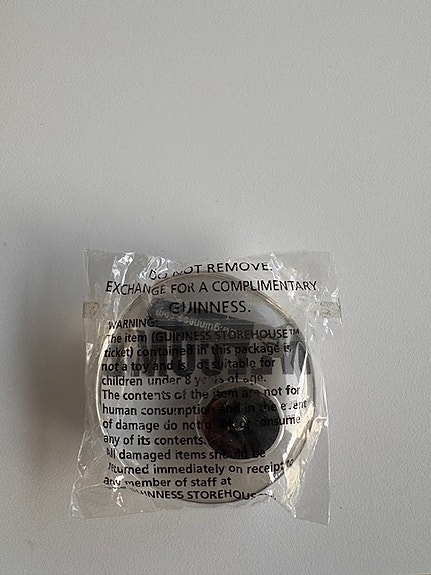 DO NOT REMOVE.
EXCHANGE FOR A COMPLIMENTARY
GUINNESS.
WARNING:
The item (GUINNESS STOREHOUSE™
ticket) contained in this package is
not a toy and is not suitable for
children under 8 years of age.
The contents of the item are not for
human consumption and in the event
of damage do not consume
any of its contents.
All damaged items should be
returned immediately on receipt to
any member of staff at
GUINNESS STOREHOUSE™.